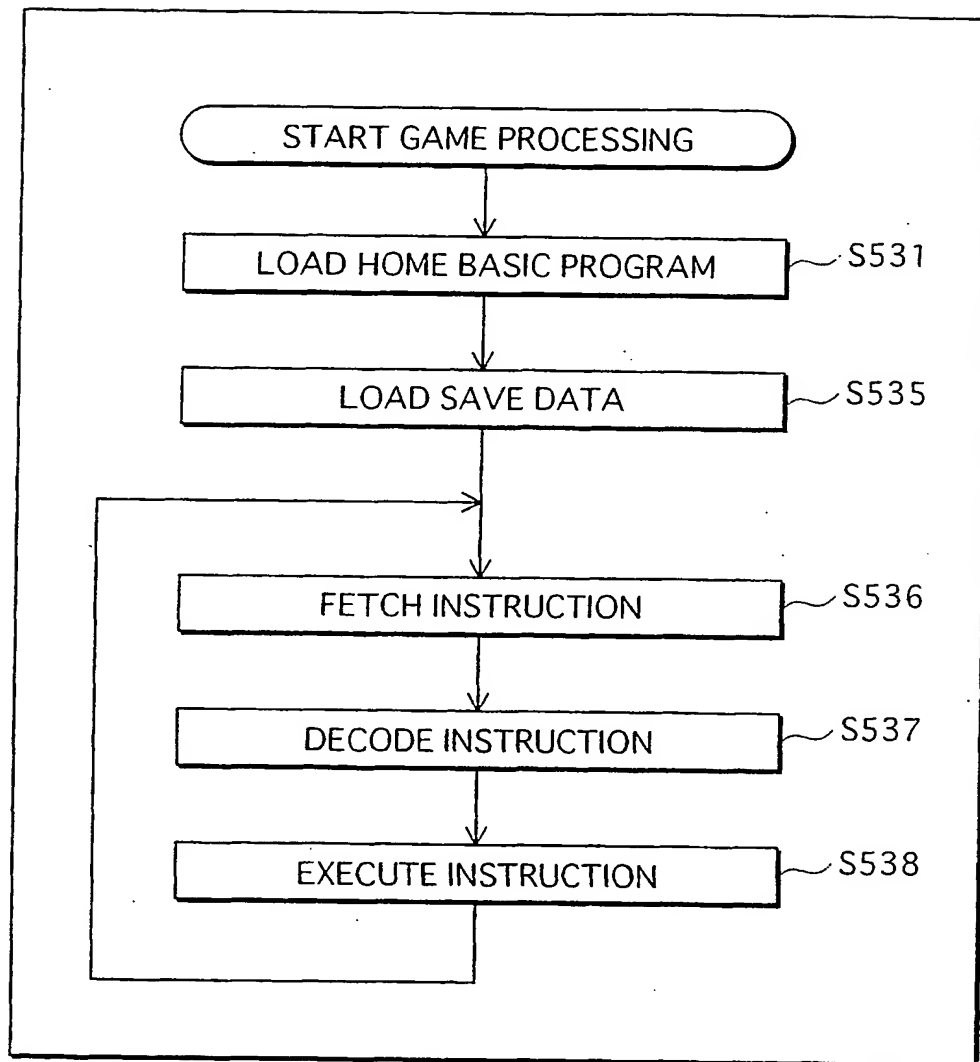 START GAME PROCESSING
LOAD HOME BASIC PROGRAM S531
LOAD SAVE DATA S535
FETCH INSTRUCTION S536
DECODE INSTRUCTION S537
EXECUTE INSTRUCTION S538